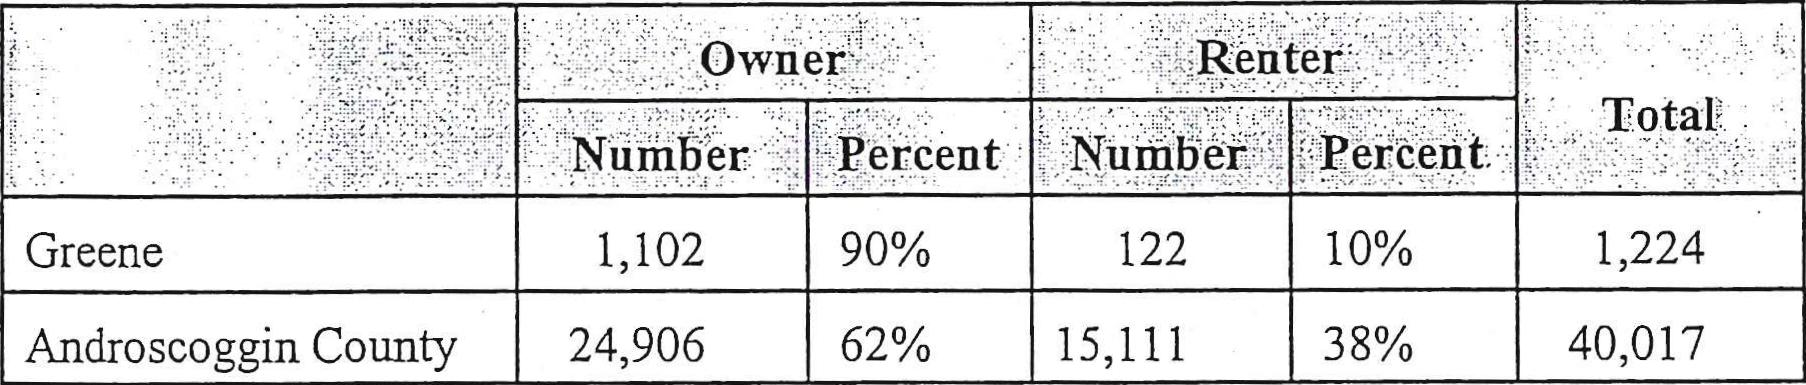 Owner Renter Total
Number Percent Number Percent
Greene 1,102 90% 122 10% 1,224
Androscoggin County 24,906 62% 15,111 38% 40,017